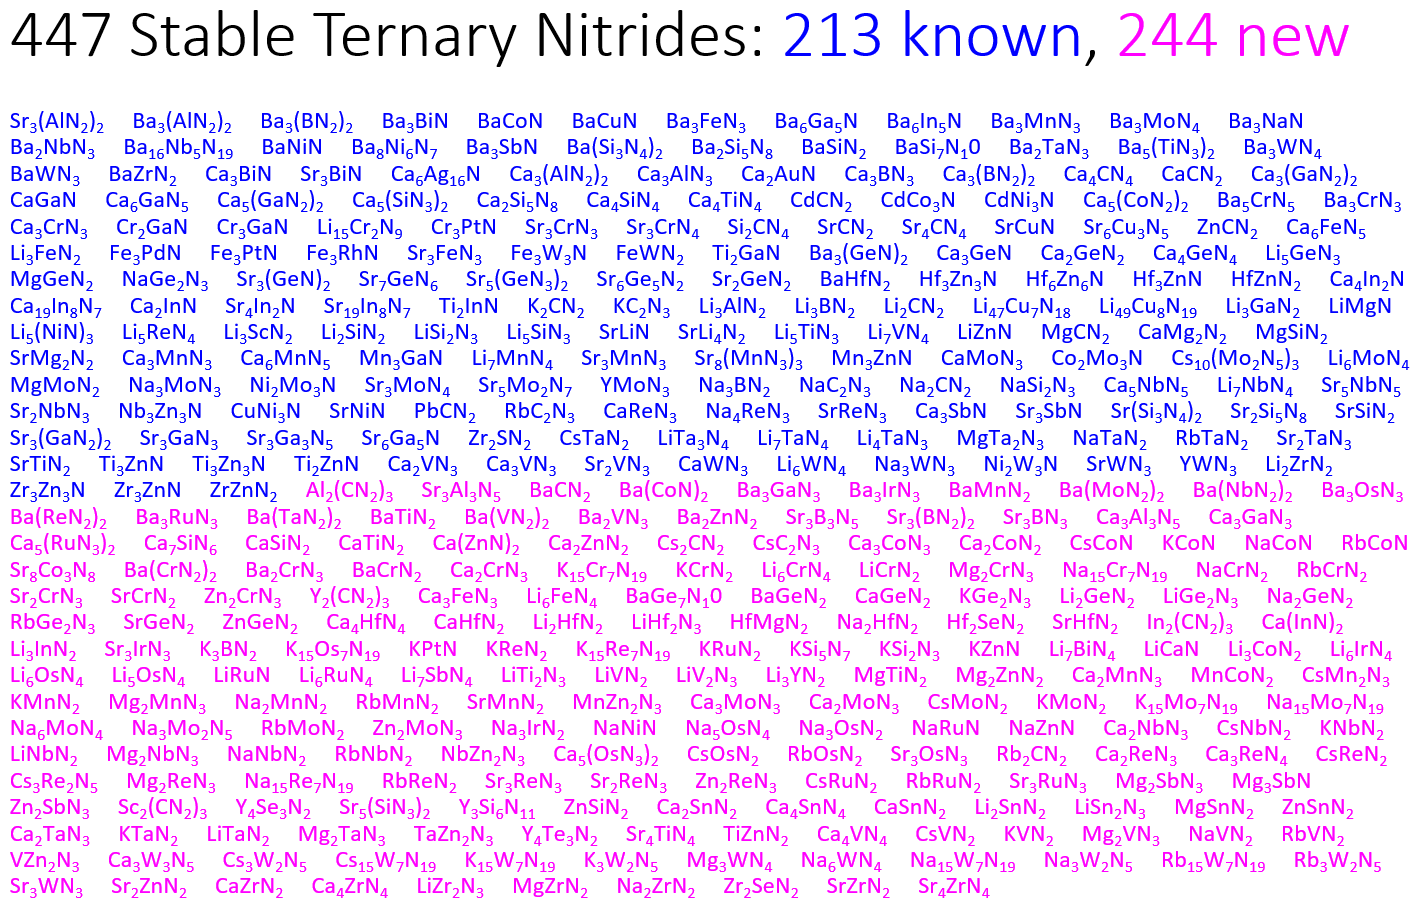 447 Stable Ternary Nitrides: 213 known, 244 new
Sr₃(AlN₂)₂ Ba₃(AlN₂)₂ Ba₃(BN₂)₂ Ba₃BiN BaCoN BaCuN Ba₃FeN₃ Ba₆Ga₅N Ba₆In₅N Ba₃MnN₃ Ba₃MoN₄ Ba₃NaN
Ba₂NbN₃ Ba₁₆Nb₅N₁₉ BaNiN Ba₈Ni₆N₇ Ba₃SbN Ba(Si₃N₄)₂ Ba₂Si₅N₈ BaSiN₂ BaSi₇N₁0 Ba₂TaN₃ Ba₅(TiN₃)₂ Ba₃WN₄
BaWN₃ BaZrN₂ Ca₃BiN Sr₃BiN Ca₆Ag₁₆N Ca₃(AlN₂)₂ Ca₃AlN₃ Ca₂AuN Ca₃BN₃ Ca₃(BN₂)₂ Ca₄CN₄ CaCN₂ Ca₃(GaN₂)₂
CaGaN Ca₆GaN₅ Ca₅(GaN₂)₂ Ca₅(SiN₃)₂ Ca₂Si₅N₈ Ca₄SiN₄ Ca₄TiN₄ CdCN₂ CdCo₃N CdNi₃N Ca₅(CoN₂)₂ Ba₅CrN₅ Ba₃CrN₃
Ca₃CrN₃ Cr₂GaN Cr₃GaN Li₁₅Cr₂N₉ Cr₃PtN Sr₃CrN₃ Sr₃CrN₄ Si₂CN₄ SrCN₂ Sr₄CN₄ SrCuN Sr₆Cu₃N₅ ZnCN₂ Ca₆FeN₅
Li₃FeN₂ Fe₃PdN Fe₃PtN Fe₃RhN Sr₃FeN₃ Fe₃W₃N FeWN₂ Ti₂GaN Ba₃(GeN)₂ Ca₃GeN Ca₂GeN₂ Ca₄GeN₄ Li₅GeN₃
MgGeN₂ NaGe₂N₃ Sr₃(GeN)₂ Sr₇GeN₆ Sr₅(GeN₃)₂ Sr₆Ge₅N₂ Sr₂GeN₂ BaHfN₂ Hf₃Zn₃N Hf₆Zn₆N Hf₃ZnN HfZnN₂ Ca₄In₂N
Ca₁₉In₈N₇ Ca₂InN Sr₄In₂N Sr₁₉In₈N₇ Ti₂InN K₂CN₂ KC₂N₃ Li₃AlN₂ Li₃BN₂ Li₂CN₂ Li₄₇Cu₇N₁₈ Li₄₉Cu₈N₁₉ Li₃GaN₂ LiMgN
Li₅(NiN)₃ Li₅ReN₄ Li₃ScN₂ Li₂SiN₂ LiSi₂N₃ Li₅SiN₃ SrLiN SrLi₄N₂ Li₅TiN₃ Li₇VN₄ LiZnN MgCN₂ CaMg₂N₂ MgSiN₂
SrMg₂N₂ Ca₃MnN₃ Ca₆MnN₅ Mn₃GaN Li₇MnN₄ Sr₃MnN₃ Sr₈(MnN₃)₃ Mn₃ZnN CaMoN₃ Co₂Mo₃N Cs₁₀(Mo₂N₅)₃ Li₆MoN₄
MgMoN₂ Na₃MoN₃ Ni₂Mo₃N Sr₃MoN₄ Sr₅Mo₂N₇ YMoN₃ Na₃BN₂ NaC₂N₃ Na₂CN₂ NaSi₂N₃ Ca₅NbN₅ Li₇NbN₄ Sr₅NbN₅
Sr₂NbN₃ Nb₃Zn₃N CuNi₃N SrNiN PbCN₂ RbC₂N₃ CaReN₃ Na₄ReN₃ SrReN₃ Ca₃SbN Sr₃SbN Sr(Si₃N₄)₂ Sr₂Si₅N₈ SrSiN₂
Sr₃(GaN₂)₂ Sr₃GaN₃ Sr₃Ga₃N₅ Sr₆Ga₅N Zr₂SN₂ CsTaN₂ LiTa₃N₄ Li₇TaN₄ Li₄TaN₃ MgTa₂N₃ NaTaN₂ RbTaN₂ Sr₂TaN₃
SrTiN₂ Ti₃ZnN Ti₃Zn₃N Ti₂ZnN Ca₂VN₃ Ca₃VN₃ Sr₂VN₃ CaWN₃ Li₆WN₄ Na₃WN₃ Ni₂W₃N SrWN₃ YWN₃ Li₂ZrN₂
Zr₃Zn₃N Zr₃ZnN ZrZnN₂ Al₂(CN₂)₃ Sr₃Al₃N₅ BaCN₂ Ba(CoN)₂ Ba₃GaN₃ Ba₃IrN₃ BaMnN₂ Ba(MoN₂)₂ Ba(NbN₂)₂ Ba₃OsN₃
Ba(ReN₂)₂ Ba₃RuN₃ Ba(TaN₂)₂ BaTiN₂ Ba(VN₂)₂ Ba₂VN₃ Ba₂ZnN₂ Sr₃B₃N₅ Sr₃(BN₂)₂ Sr₃BN₃ Ca₃Al₃N₅ Ca₃GaN₃
Ca₅(RuN₃)₂ Ca₇SiN₆ CaSiN₂ CaTiN₂ Ca(ZnN)₂ Ca₂ZnN₂ Cs₂CN₂ CsC₂N₃ Ca₃CoN₃ Ca₂CoN₂ CsCoN KCoN NaCoN RbCoN
Sr₈Co₃N₈ Ba(CrN₂)₂ Ba₂CrN₃ BaCrN₂ Ca₂CrN₃ K₁₅Cr₇N₁₉ KCrN₂ Li₆CrN₄ LiCrN₂ Mg₂CrN₃ Na₁₅Cr₇N₁₉ NaCrN₂ RbCrN₂
Sr₂CrN₃ SrCrN₂ Zn₂CrN₃ Y₂(CN₂)₃ Ca₃FeN₃ Li₆FeN₄ BaGe₇N₁0 BaGeN₂ CaGeN₂ KGe₂N₃ Li₂GeN₂ LiGe₂N₃ Na₂GeN₂
RbGe₂N₃ SrGeN₂ ZnGeN₂ Ca₄HfN₄ CaHfN₂ Li₂HfN₂ LiHf₂N₃ HfMgN₂ Na₂HfN₂ Hf₂SeN₂ SrHfN₂ In₂(CN₂)₃ Ca(InN)₂
Li₃InN₂ Sr₃IrN₃ K₃BN₂ K₁₅Os₇N₁₉ KPtN KReN₂ K₁₅Re₇N₁₉ KRuN₂ KSi₅N₇ KSi₂N₃ KZnN Li₇BiN₄ LiCaN Li₃CoN₂ Li₆IrN₄
Li₆OsN₄ Li₅OsN₄ LiRuN Li₆RuN₄ Li₇SbN₄ LiTi₂N₃ LiVN₂ LiV₂N₃ Li₃YN₂ MgTiN₂ Mg₂ZnN₂ Ca₂MnN₃ MnCoN₂ CsMn₂N₃
KMnN₂ Mg₂MnN₃ Na₂MnN₂ RbMnN₂ SrMnN₂ MnZn₂N₃ Ca₃MoN₃ Ca₂MoN₃ CsMoN₂ KMoN₂ K₁₅Mo₇N₁₉ Na₁₅Mo₇N₁₉
Na₆MoN₄ Na₃Mo₂N₅ RbMoN₂ Zn₂MoN₃ Na₃IrN₂ NaNiN Na₅OsN₄ Na₃OsN₂ NaRuN NaZnN Ca₂NbN₃ CsNbN₂ KNbN₂
LiNbN₂ Mg₂NbN₃ NaNbN₂ RbNbN₂ NbZn₂N₃ Ca₅(OsN₃)₂ CsOsN₂ RbOsN₂ Sr₃OsN₃ Rb₂CN₂ Ca₂ReN₃ Ca₃ReN₄ CsReN₂
Cs₃Re₂N₅ Mg₂ReN₃ Na₁₅Re₇N₁₉ RbReN₂ Sr₃ReN₃ Sr₂ReN₃ Zn₂ReN₃ CsRuN₂ RbRuN₂ Sr₃RuN₃ Mg₂SbN₃ Mg₃SbN
Zn₂SbN₃ Sc₂(CN₂)₃ Y₄Se₃N₂ Sr₅(SiN₃)₂ Y₃Si₆N₁₁ ZnSiN₂ Ca₂SnN₂ Ca₄SnN₄ CaSnN₂ Li₂SnN₂ LiSn₂N₃ MgSnN₂ ZnSnN₂
Ca₂TaN₃ KTaN₂ LiTaN₂ Mg₂TaN₃ TaZn₂N₃ Y₄Te₃N₂ Sr₄TiN₄ TiZnN₂ Ca₄VN₄ CsVN₂ KVN₂ Mg₂VN₃ NaVN₂ RbVN₂
VZn₂N₃ Ca₃W₃N₅ Cs₃W₂N₅ Cs₁₅W₇N₁₉ K₁₅W₇N₁₉ K₃W₂N₅ Mg₃WN₄ Na₆WN₄ Na₁₅W₇N₁₉ Na₃W₂N₅ Rb₁₅W₇N₁₉ Rb₃W₂N₅
Sr₃WN₃ Sr₂ZnN₂ CaZrN₂ Ca₄ZrN₄ LiZr₂N₃ MgZrN₂ Na₂ZrN₂ Zr₂SeN₂ SrZrN₂ Sr₄ZrN₄